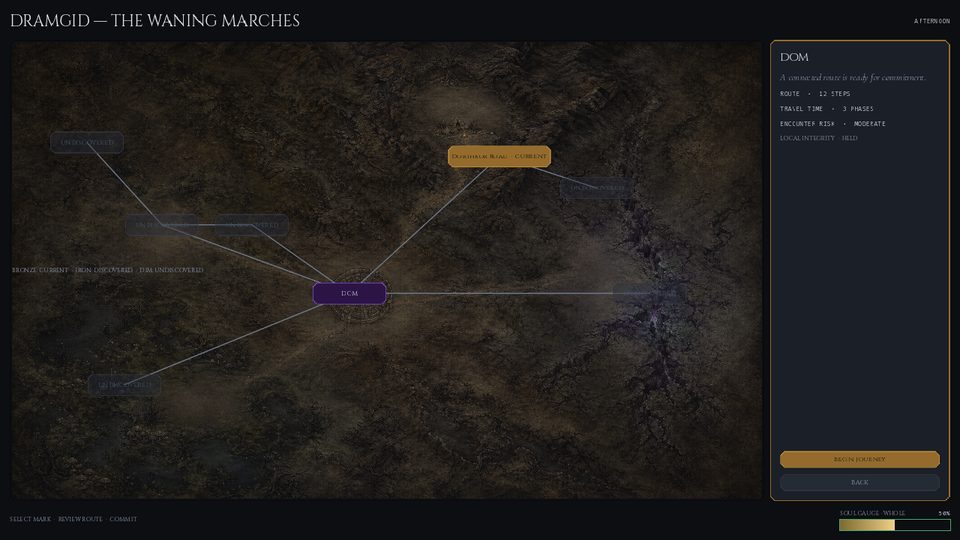 DRAMGID — THE WANING MARCHES
AFTERNOON
DOM
A connected route is ready for commitment.
ROUTE · 12 STEPS
TRAVEL TIME · 3 PHASES
ENCOUNTER RISK · MODERATE
LOCAL INTEGRITY · HELD
UNDISCOVERED
ROAD · CURRENT
UNDISCOVERED
UNDISCOVERED
UNDISCOVERED
BRONZE CURRENT · IRON DISCOVERED · DIM UNDISCOVERED
DOM
UNDISCOVERED
BEGIN JOURNEY
BACK
SELECT MARK · REVIEW ROUTE · COMMIT
SOUL GAUGE · WHOLE
50%